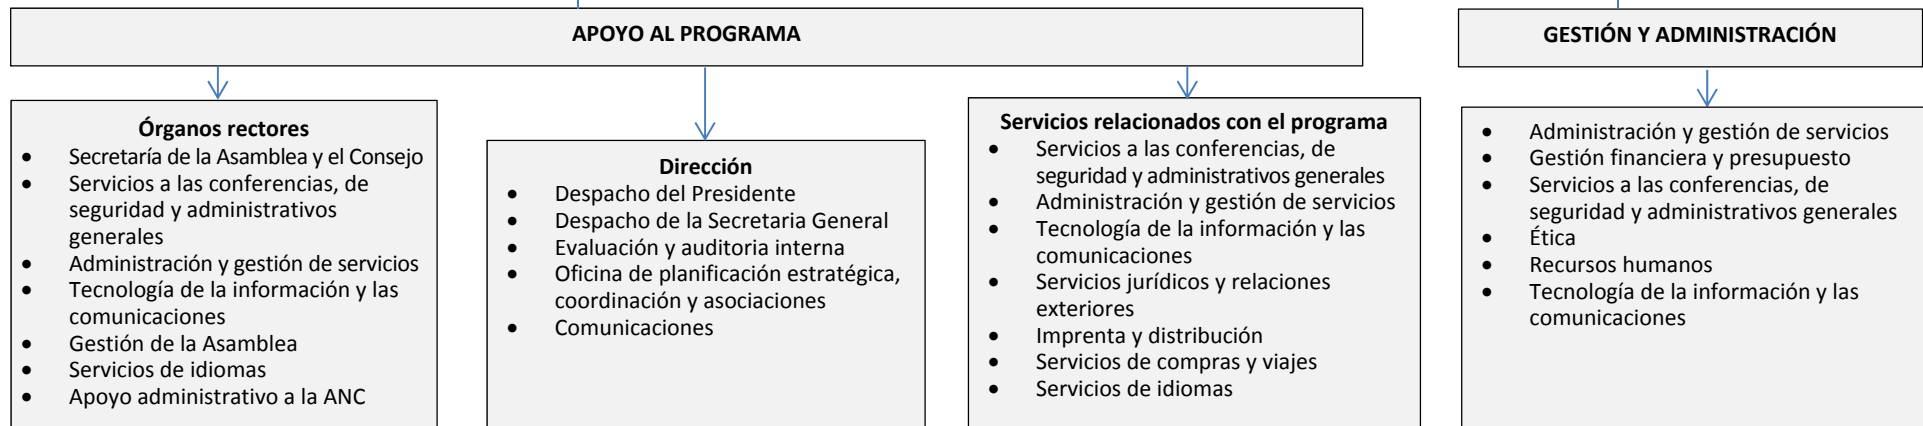 APOYO AL PROGRAMA
GESTIÓN Y ADMINISTRACIÓN
Órganos rectores
• Secretaría de la Asamblea y el Consejo
• Servicios a las conferencias, de
seguridad y administrativos
generales
• Administración y gestión de servicios
• Tecnología de la información y las
comunicaciones
• Gestión de la Asamblea
• Servicios de idiomas
• Apoyo administrativo a la ANC
Dirección
• Despacho del Presidente
• Despacho de la Secretaria General
• Evaluación y auditoria interna
• Oficina de planificación estratégica,
coordinación y asociaciones
• Comunicaciones
Servicios relacionados con el programa
• Servicios a las conferencias, de
seguridad y administrativos generales
• Administración y gestión de servicios
• Tecnología de la información y las
comunicaciones
• Servicios jurídicos y relaciones
exteriores
• Imprenta y distribución
• Servicios de compras y viajes
• Servicios de idiomas
• Administración y gestión de servicios
• Gestión financiera y presupuesto
• Servicios a las conferencias, de
seguridad y administrativos generales
• Ética
• Recursos humanos
• Tecnología de la información y las
comunicaciones